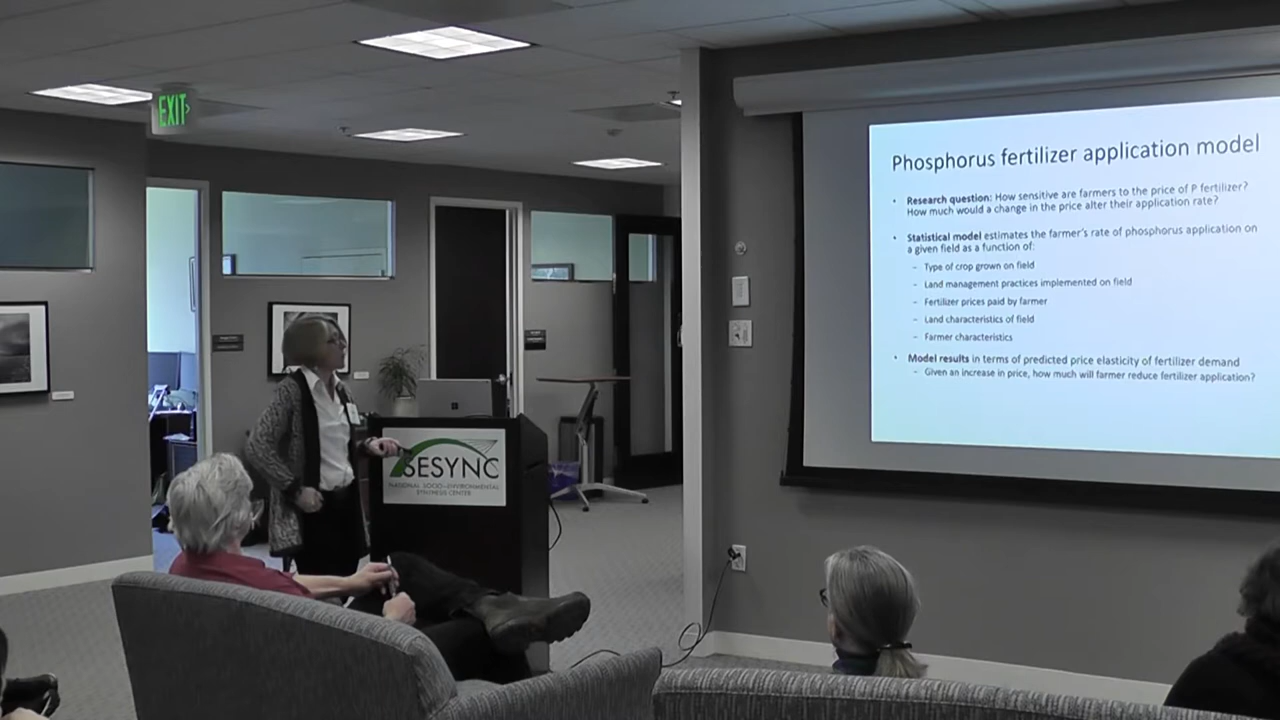 EXIT
Phosphorus fertilizer application model
• Research question: How sensitive are farmers to the price of P fertilizer?
How much would a change in the price alter their application rate?
• Statistical model estimates the farmer's rate of phosphorus application on
a given field as a function of:
– Type of crop grown on field
– Land management practices implemented on field
– Fertilizer prices paid by farmer
– Land characteristics of field
– Farmer characteristics
• Model results in terms of predicted price elasticity of fertilizer demand
– Given an increase in price, how much will farmer reduce fertilizer application?
SESYNC
NATIONAL SOCIO-ENVIRONMENTAL
SYNTHESIS CENTER